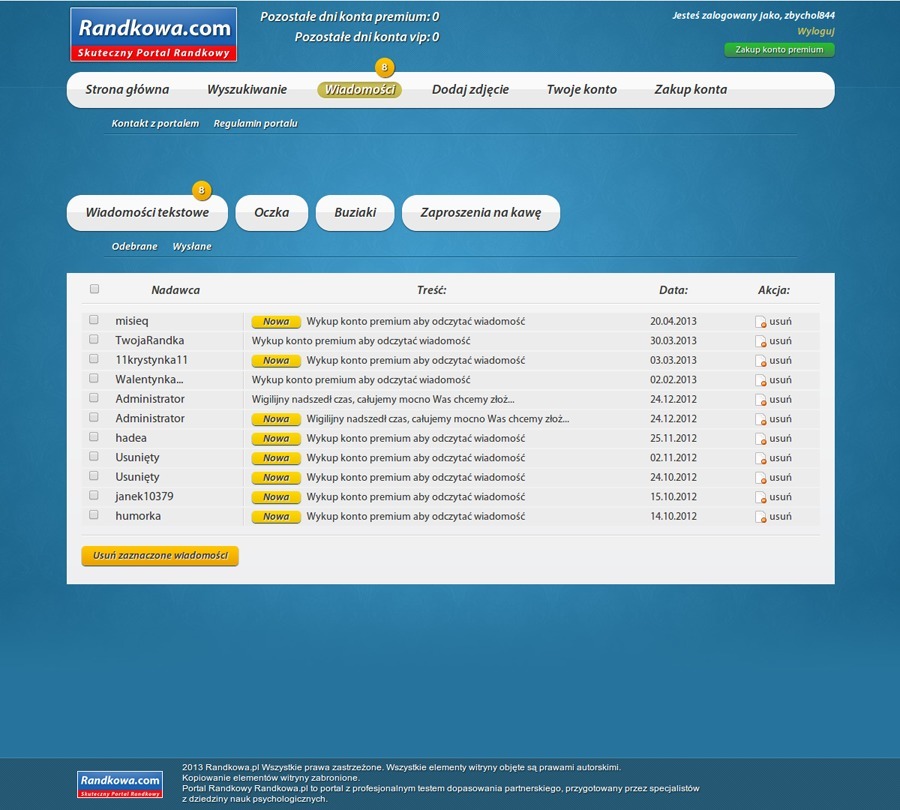 Randkowa.com
Skuteczny Portal Randkowy
Pozostałe dni konta premium: 0
Pozostałe dni konta vip: 0
Jesteś zalogowany jako, zbychol844
Wyloguj
Zakup konto premium
8
Strona główna Wyszukiwanie Wiadomości Dodaj zdjęcie Twoje konto Zakup konta
Kontakt z portalem Regulamin portalu
8
Wiadomości tekstowe Oczka Buziaki Zaproszenia na kawę
Odebrane Wysłane
Nadawca Treść: Data: Akcja:
misieq Nowa Wykup konto premium aby odczytać wiadomość 20.04.2013 usuń
TwojaRandka Wykup konto premium aby odczytać wiadomość 30.03.2013 usuń
11krystynka11 Nowa Wykup konto premium aby odczytać wiadomość 03.03.2013 usuń
Walentynka... Wykup konto premium aby odczytać wiadomość 02.02.2013 usuń
Administrator Wigilijny nadszedł czas, całujemy mocno Was chcemy złoż... 24.12.2012 usuń
Administrator Nowa Wigilijny nadszedł czas, całujemy mocno Was chcemy złoż... 24.12.2012 usuń
hadea Nowa Wykup konto premium aby odczytać wiadomość 25.11.2012 usuń
Usunięty Nowa Wykup konto premium aby odczytać wiadomość 02.11.2012 usuń
Usunięty Nowa Wykup konto premium aby odczytać wiadomość 24.10.2012 usuń
janek10379 Nowa Wykup konto premium aby odczytać wiadomość 15.10.2012 usuń
humorka Nowa Wykup konto premium aby odczytać wiadomość 14.10.2012 usuń
Usuń zaznaczone wiadomości
Randkowa.com
Skuteczny Portal Randkowy
2013 Randkowa.pl Wszystkie prawa zastrzeżone. Wszystkie elementy witryny objęte są prawami autorskimi.
Kopiowanie elementów witryny zabronione.
Portal Randkowy Randkowa.pl to portal z profesjonalnym testem dopasowania partnerskiego, przygotowany przez specjalistów
z dziedziny nauk psychologicznych.